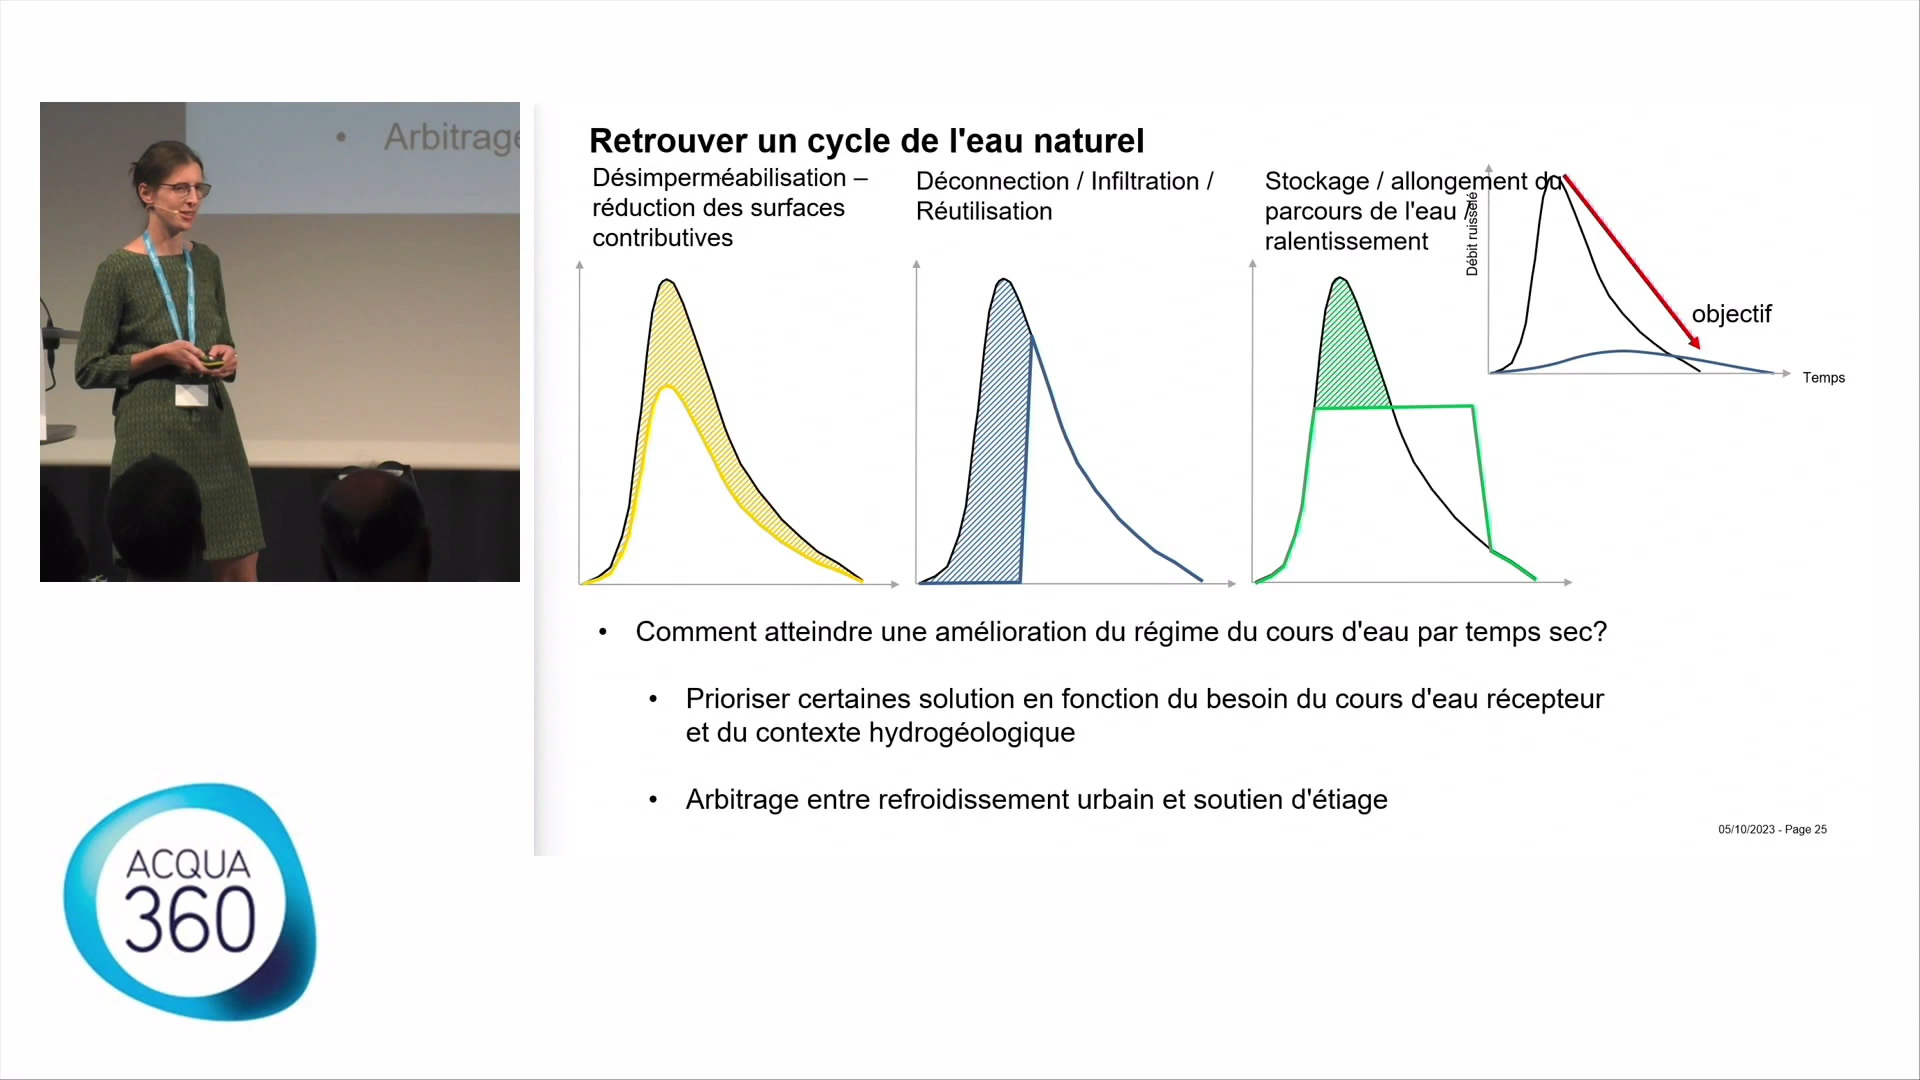 • Arbitrage
Retrouver un cycle de l'eau naturel
Désimperméabilisation –
réduction des surfaces
contributives
Déconnection / Infiltration /
Réutilisation
Stockage / allongement du
parcours de l'eau /
ralentissement
Débit ruisselé
objectif
Temps
• Comment atteindre une amélioration du régime du cours d'eau par temps sec?
• Prioriser certaines solution en fonction du besoin du cours d'eau récepteur
et du contexte hydrogéologique
• Arbitrage entre refroidissement urbain et soutien d'étiage
05/10/2023 - Page 25
ACQUA
360